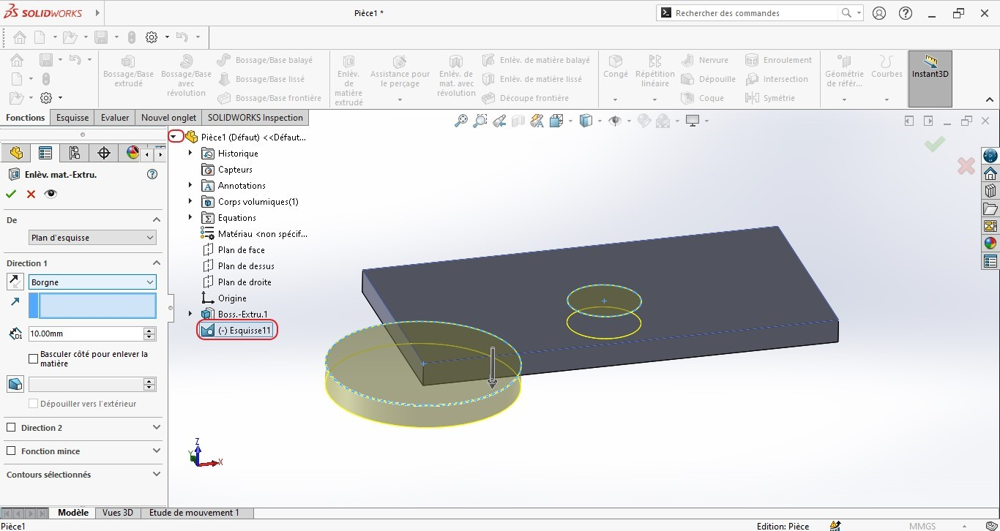 SOLIDWORKS
Pièce1 *
Rechercher des commandes
Bossage/Base
extrudé
Bossage/Base
avec
révolution
Bossage/Base balayé
Bossage/Base lissé
Bossage/Base frontière
Enlèv.
de
matière
extrudé
Assistance pour
le perçage
Enlèv. de
mat. avec
révolution
Enlèv. de matière balayé
Enlèv. de matière lissé
Découpe frontière
Congé
Répétition
linéaire
Nervure
Dépouille
Coque
Enroulement
Intersection
Symétrie
Géométrie
de référ...
Courbes
Instant3D
Fonctions
Esquisse
Evaluer
Nouvel onglet
SOLIDWORKS Inspection
Enlèv. mat.-Extru.
De
Plan d'esquisse
Direction 1
Borgne
D1
10.00mm
Basculer côté pour enlever la
matière
Dépouiller vers l'extérieur
Direction 2
Fonction mince
Contours sélectionnés
Pièce1 (Défaut) <<Défaut...
Historique
Capteurs
Annotations
Corps volumiques(1)
Equations
Matériau <non spécif...
Plan de face
Plan de dessus
Plan de droite
Origine
Boss.-Extru.1
(-) Esquisse11
Z
Y
X
Modèle
Vues 3D
Etude de mouvement 1
Pièce1
Edition: Pièce
MMGS